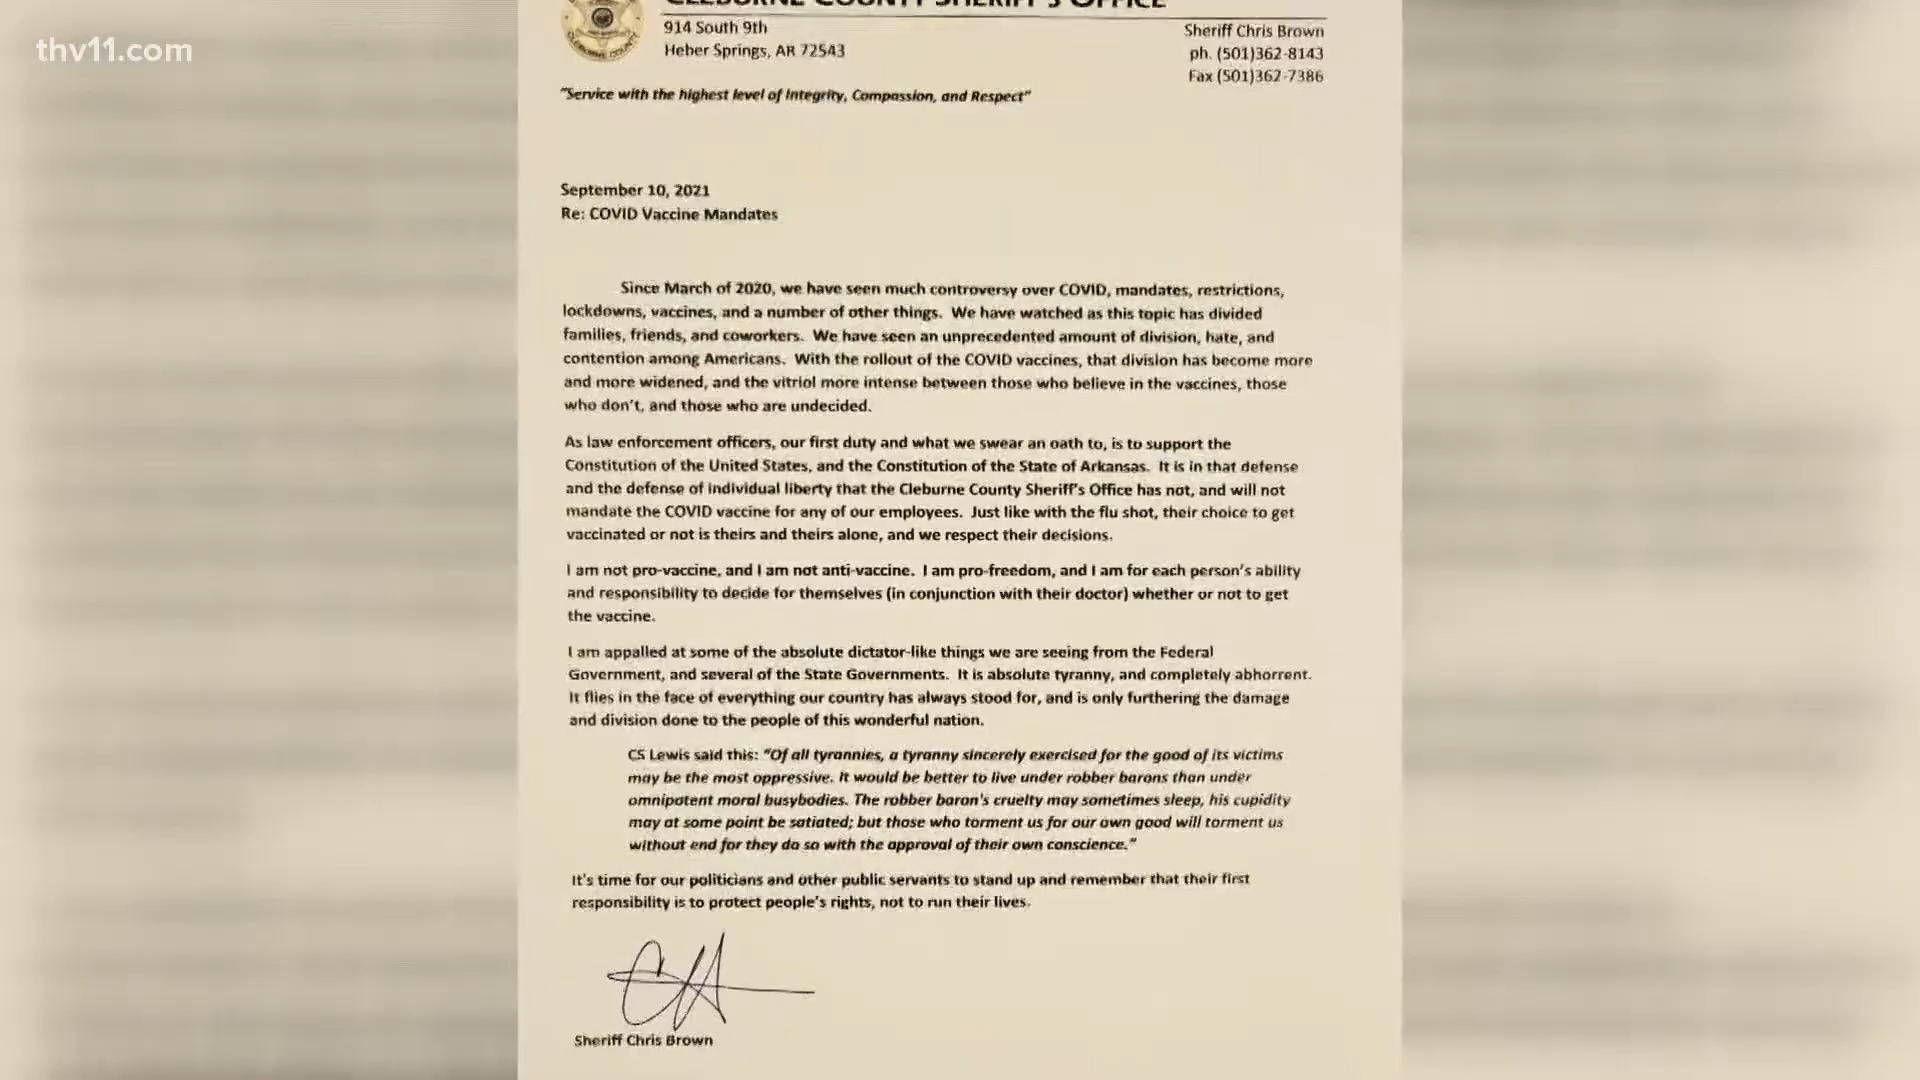 thv11.com
CLEBURNE COUNTY SHERIFF'S OFFICE
914 South 9th
Heber Springs, AR 72543
Sheriff Chris Brown
ph. (501)362-8143
Fax (501)362-7386
"Service with the highest level of Integrity, Compassion, and Respect"
CLEBURNE COUNTY
September 10, 2021
Re: COVID Vaccine Mandates
Since March of 2020, we have seen much controversy over COVID, mandates, restrictions,
lockdowns, vaccines, and a number of other things. We have watched as this topic has divided
families, friends, and coworkers. We have seen an unprecedented amount of division, hate, and
contention among Americans. With the rollout of the COVID vaccines, that division has become more
and more widened, and the vitriol more intense between those who believe in the vaccines, those
who don't, and those who are undecided.
As law enforcement officers, our first duty and what we swear an oath to, is to support the
Constitution of the United States, and the Constitution of the State of Arkansas. It is in that defense
and the defense of individual liberty that the Cleburne County Sheriff's Office has not, and will not
mandate the COVID vaccine for any of our employees. Just like with the flu shot, their choice to get
vaccinated or not is theirs and theirs alone, and we respect their decisions.
I am not pro-vaccine, and I am not anti-vaccine. I am pro-freedom, and I am for each person's ability
and responsibility to decide for themselves (in conjunction with their doctor) whether or not to get
the vaccine.
I am appalled at some of the absolute dictator-like things we are seeing from the Federal
Government, and several of the State Governments. It is absolute tyranny, and completely abhorrent.
It flies in the face of everything our country has always stood for, and is only furthering the damage
and division done to the people of this wonderful nation.
CS Lewis said this: "Of all tyrannies, a tyranny sincerely exercised for the good of its victims
may be the most oppressive. It would be better to live under robber barons than under
omnipotent moral busybodies. The robber baron's cruelty may sometimes sleep, his cupidity
may at some point be satiated; but those who torment us for our own good will torment us
without end for they do so with the approval of their own conscience."
It's time for our politicians and other public servants to stand up and remember that their first
responsibility is to protect people's rights, not to run their lives.
Sheriff Chris Brown